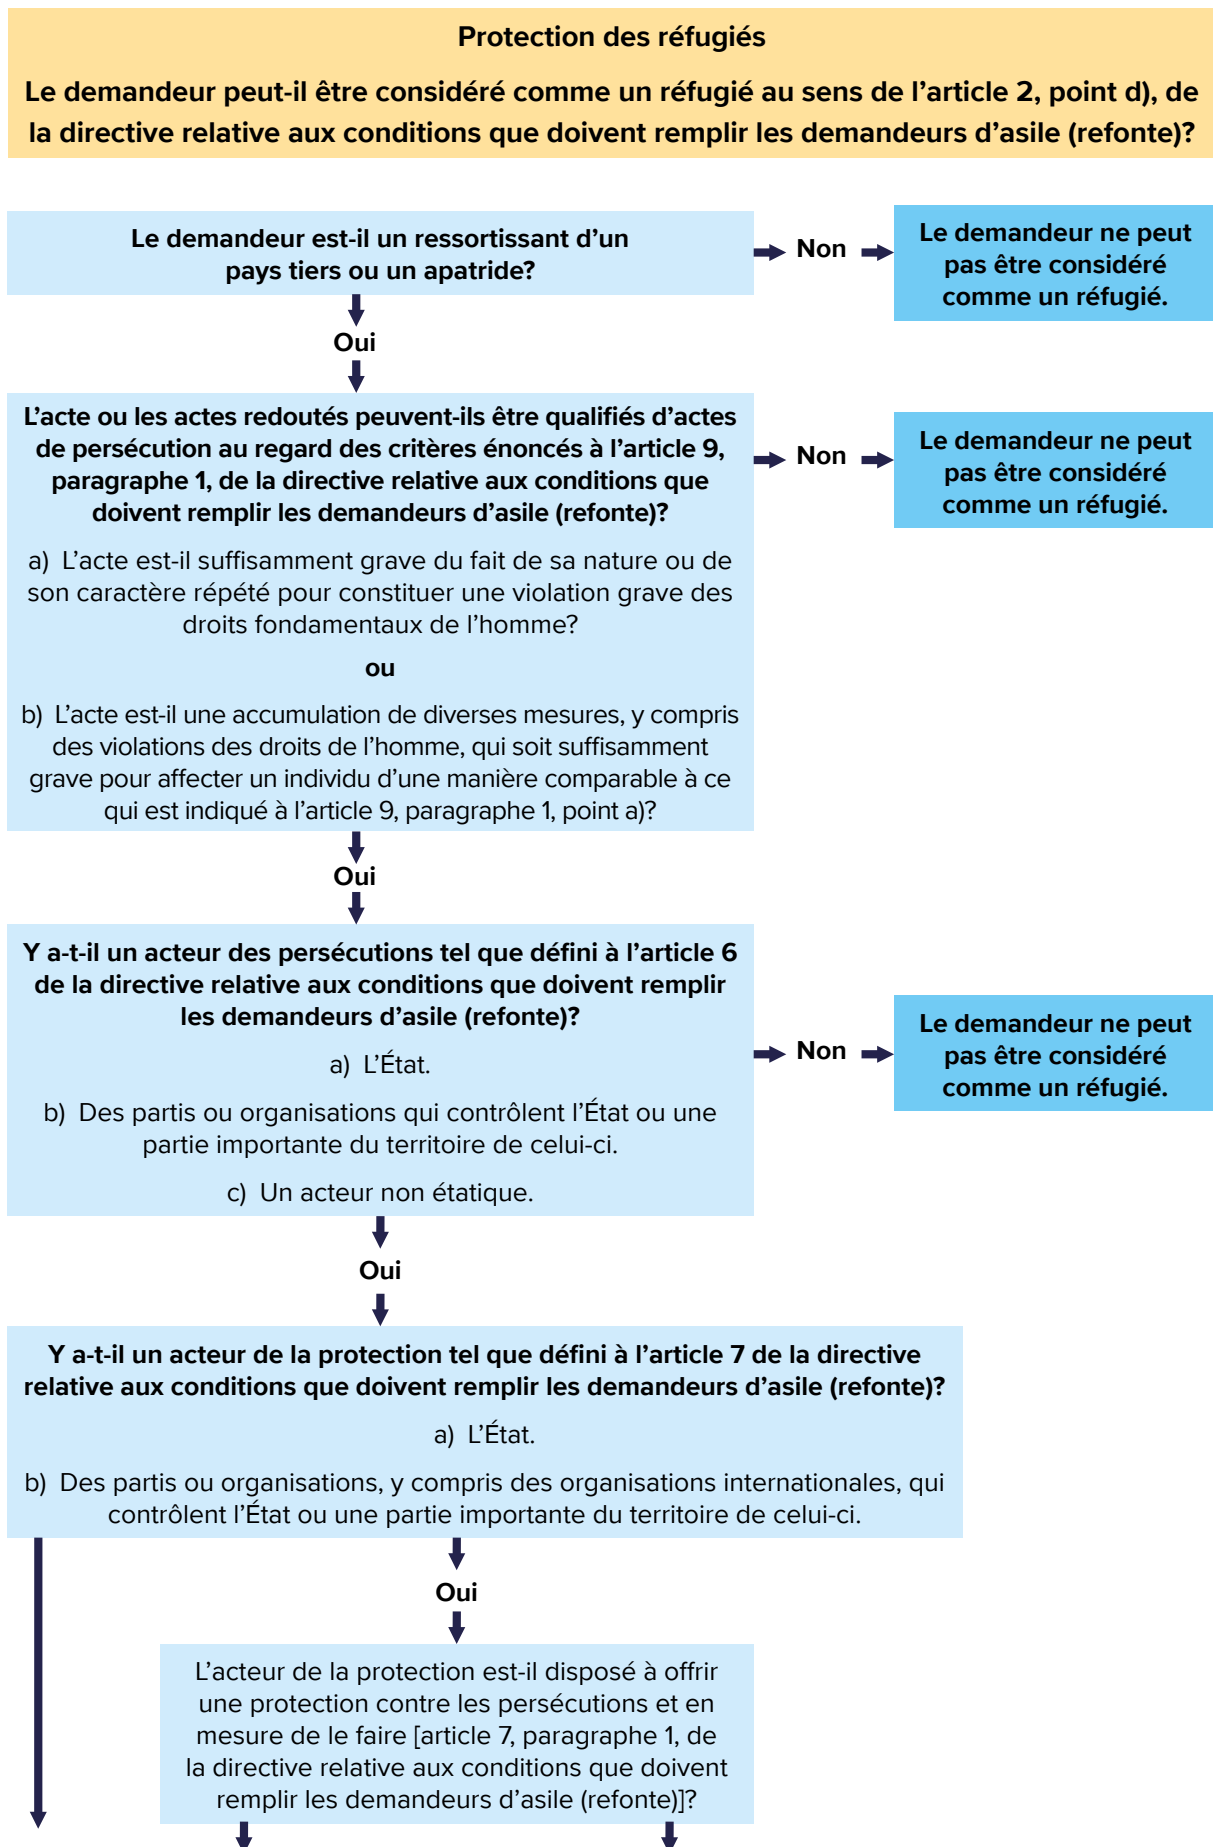 Protection des réfugiés
Le demandeur peut-il être considéré comme un réfugié au sens de l’article 2, point d), de
la directive relative aux conditions que doivent remplir les demandeurs d’asile (refonte)?
Le demandeur est-il un ressortissant d’un
pays tiers ou un apatride?
Non
Le demandeur ne peut
pas être considéré
comme un réfugié.
Oui
L’acte ou les actes redoutés peuvent-ils être qualifiés d’actes
de persécution au regard des critères énoncés à l’article 9,
paragraphe 1, de la directive relative aux conditions que
doivent remplir les demandeurs d’asile (refonte)?
a) L’acte est-il suffisamment grave du fait de sa nature ou de
son caractère répété pour constituer une violation grave des
droits fondamentaux de l’homme?
ou
b) L’acte est-il une accumulation de diverses mesures, y compris
des violations des droits de l’homme, qui soit suffisamment
grave pour affecter un individu d’une manière comparable à ce
qui est indiqué à l’article 9, paragraphe 1, point a)?
Non
Le demandeur ne peut
pas être considéré
comme un réfugié.
Oui
Y a-t-il un acteur des persécutions tel que défini à l’article 6
de la directive relative aux conditions que doivent remplir
les demandeurs d’asile (refonte)?
a) L’État.
b) Des partis ou organisations qui contrôlent l’État ou une
partie importante du territoire de celui-ci.
c) Un acteur non étatique.
Non
Le demandeur ne peut
pas être considéré
comme un réfugié.
Oui
Y a-t-il un acteur de la protection tel que défini à l’article 7 de la directive
relative aux conditions que doivent remplir les demandeurs d’asile (refonte)?
a) L’État.
b) Des partis ou organisations, y compris des organisations internationales, qui
contrôlent l’État ou une partie importante du territoire de celui-ci.
Oui
L’acteur de la protection est-il disposé à offrir
une protection contre les persécutions et en
mesure de le faire [article 7, paragraphe 1, de
la directive relative aux conditions que doivent
remplir les demandeurs d’asile (refonte)]?